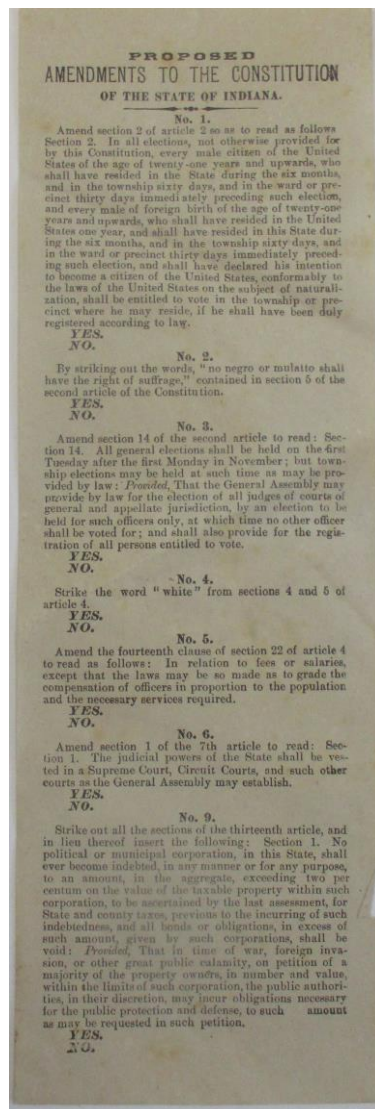 PROPOSED
AMENDMENTS TO THE CONSTITUTION
OF THE STATE OF INDIANA.
No. 1.
Amend section 2 of article 2 so as to read as follows
Section 2. In all elections, not otherwise provided for
by this Constitution, every male citizen of the United
States of the age of twenty-one years and upwards, who
shall have resided in the State during the six months,
and in the township sixty days, and in the ward or pre-
cinct thirty days immediately preceding such election,
and every male of foreign birth of the age of twenty-one
years and upwards, who shall have resided in the United
States one year, and shall have resided in this State dur-
ing the six months, and in the township sixty days, and
in the ward or precinct thirty days immediately preced-
ing such election, and shall have declared his intention
to become a citizen of the United States, conformably to
the laws of the United States on the subject of naturali-
zation, shall be entitled to vote in the township or pre-
cinct where he may reside, if he shall have been duly
registered according to law.
YES.
NO.
No. 2.
By striking out the words, "no negro or mulatto shall
have the right of suffrage," contained in section 5 of the
second article of the Constitution.
YES.
NO.
No. 3.
Amend section 14 of the second article to read: Sec-
tion 14. All general elections shall be held on the first
Tuesday after the first Monday in November; but town-
ship elections may be held at such time as may be pro-
vided by law: Provided, That the General Assembly may
provide by law for the election of all judges of courts of
general and appellate jurisdiction, by an election to be
held for such officers only, at which time no other officer
shall be voted for; and shall also provide for the regis-
tration of all persons entitled to vote.
YES.
NO.
No. 4.
Strike the word "white" from sections 4 and 5 of
article 4.
YES.
NO.
No. 5.
Amend the fourteenth clause of section 22 of article 4
to read as follows: In relation to fees or salaries,
except that the laws may be so made as to grade the
compensation of officers in proportion to the population
and the necessary services required.
YES.
NO.
No. 6.
Amend section 1 of the 7th article to read: Sec-
tion 1. The judicial powers of the State shall be ves-
ted in a Supreme Court, Circuit Courts, and such other
courts as the General Assembly may establish.
YES.
NO.
No. 9.
Strike out all the sections of the thirteenth article, and
in lieu thereof insert the following: Section 1. No
political or municipal corporation, in this State, shall
ever become indebted, in any manner or for any purpose,
to an amount, in the aggregate, exceeding two per
centum on the value of the taxable property within such
corporation, to be ascertained by the last assessment, for
State and county taxes, previous to the incurring of such
indebtedness, and all bonds or obligations, in excess of
such amount, given by such corporations, shall be
void: Provided, That in time of war, foreign inva-
sion, or other great public calamity, on petition of a
majority of the property owners, in number and value,
within the limits of such corporation, the public authori-
ties, in their discretion, may incur obligations necessary
for the public protection and defense, to such amount
as may be requested in such petition.
YES.
NO.